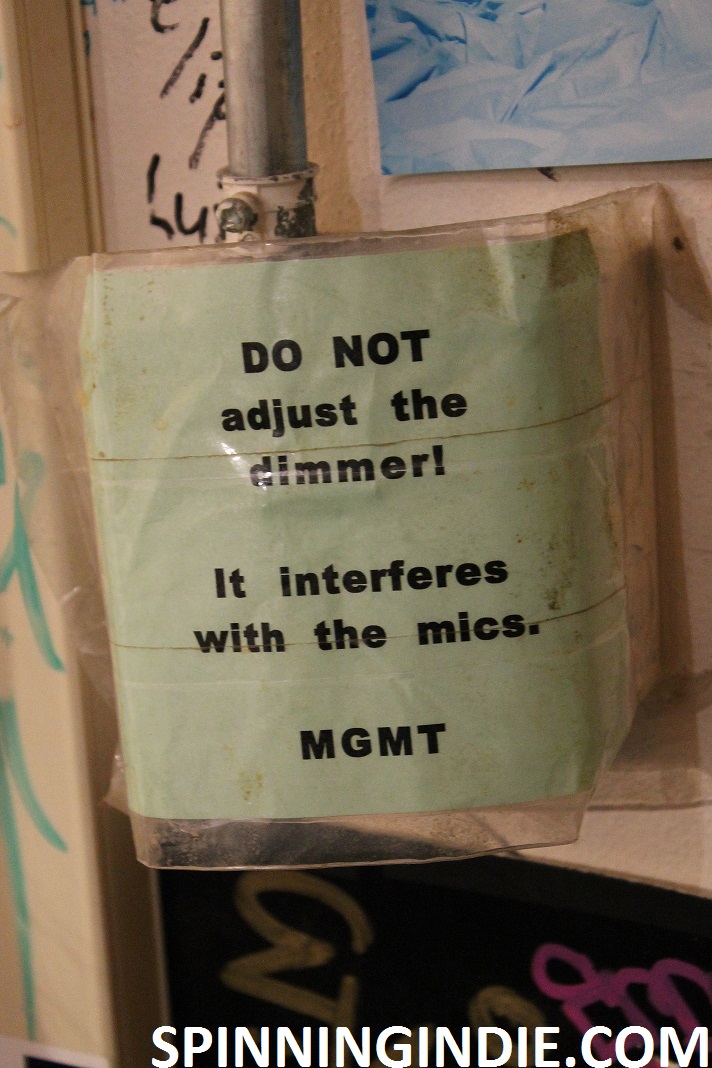 DO NOT
adjust the
dimmer!
It interferes
with the mics.
MGMT
SPINNINGINDIE.COM